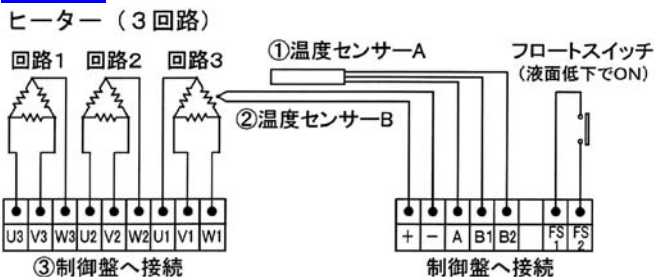 ヒーター（３回路）
回路1 回路2 回路3
①温度センサーA
フロートスイッチ
(液面低下でON)
②温度センサーB
U3 V3 W3 U2 V2 W2 U1 V1 W1
+ − A B1 B2 FS1 FS2
③制御盤へ接続
制御盤へ接続